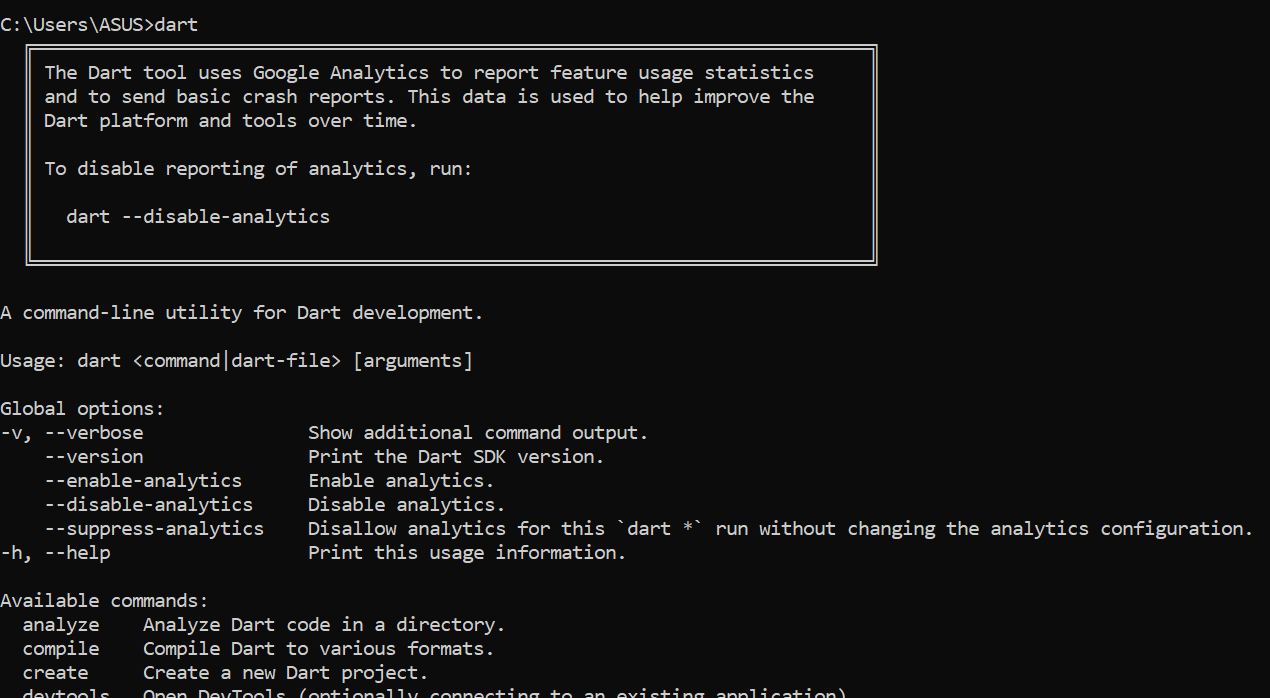 C:\Users\ASUS>dart
The Dart tool uses Google Analytics to report feature usage statistics
and to send basic crash reports. This data is used to help improve the
Dart platform and tools over time.
To disable reporting of analytics, run:
dart --disable-analytics
A command-line utility for Dart development.
Usage: dart <command|dart-file> [arguments]
Global options:
-v, --verbose Show additional command output.
--version Print the Dart SDK version.
--enable-analytics Enable analytics.
--disable-analytics Disable analytics.
--suppress-analytics Disallow analytics for this `dart *` run without changing the analytics configuration.
-h, --help Print this usage information.
Available commands:
analyze Analyze Dart code in a directory.
compile Compile Dart to various formats.
create Create a new Dart project.
devtools Open DevTools (optionally connecting to an existing application).